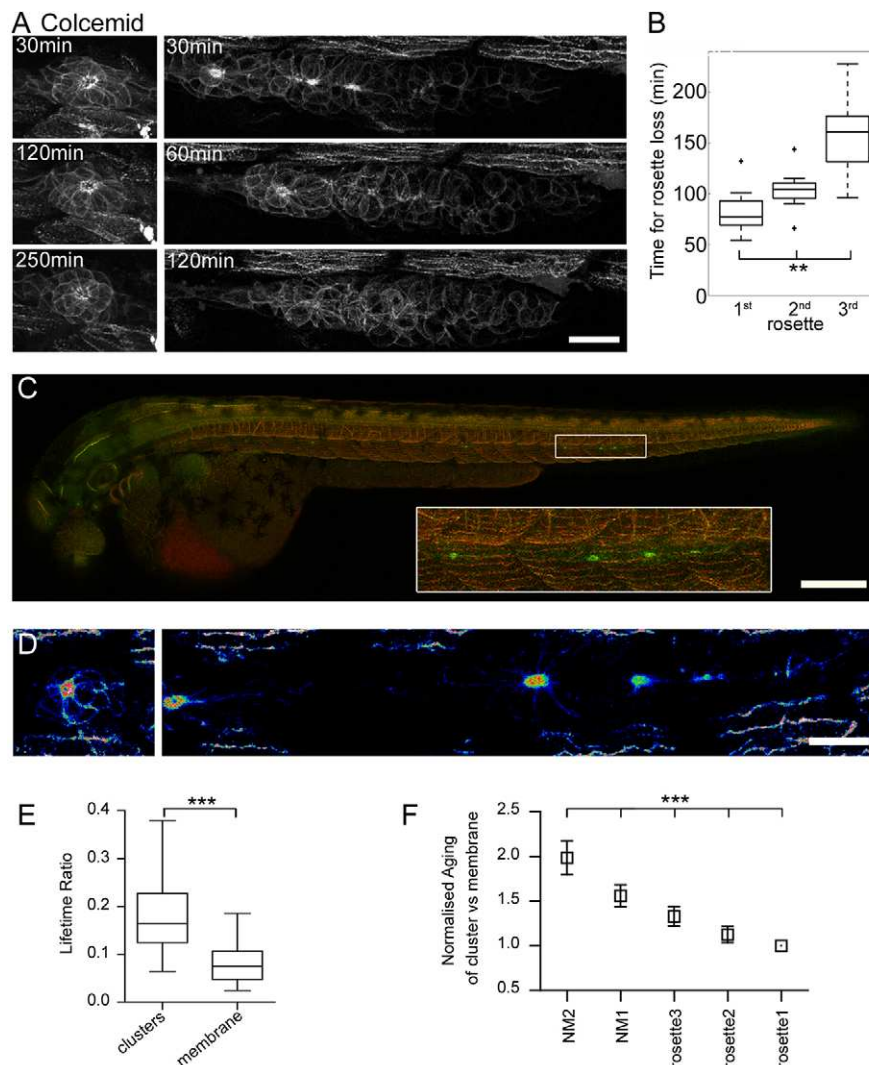 A Colcemid
30min
30min
120min
60min
250min
120min
B
Time for rosette loss (min)
200
150
100
50
0
**
1st
2nd
3rd
rosette
C
D
E
Lifetime Ratio
0.4
0.3
0.2
0.1
0.0
***
clusters
membrane
F
Normalised Aging
of cluster vs membrane
2.5
2.0
1.5
1.0
0.5
***
NM2
NM1
rosette3
rosette2
rosette1